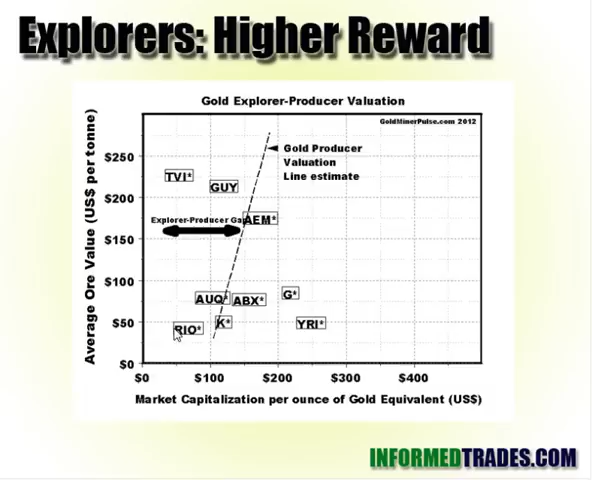 Explorers: Higher Reward
Gold Explorer-Producer Valuation
GoldMinerPulse.com 2012
Average Ore Value (US$ per tonne)
$250
$200
$150
$100
$50
$0
Gold Producer
Valuation
Line estimate
TVI*
GUY
Explorer-Producer Gap
AEM*
AUQ*
ABX*
G*
RIO*
K*
YRI*
$0
$100
$200
$300
$400
Market Capitalization per ounce of Gold Equivalent (US$)
INFORMEDTRADES.COM